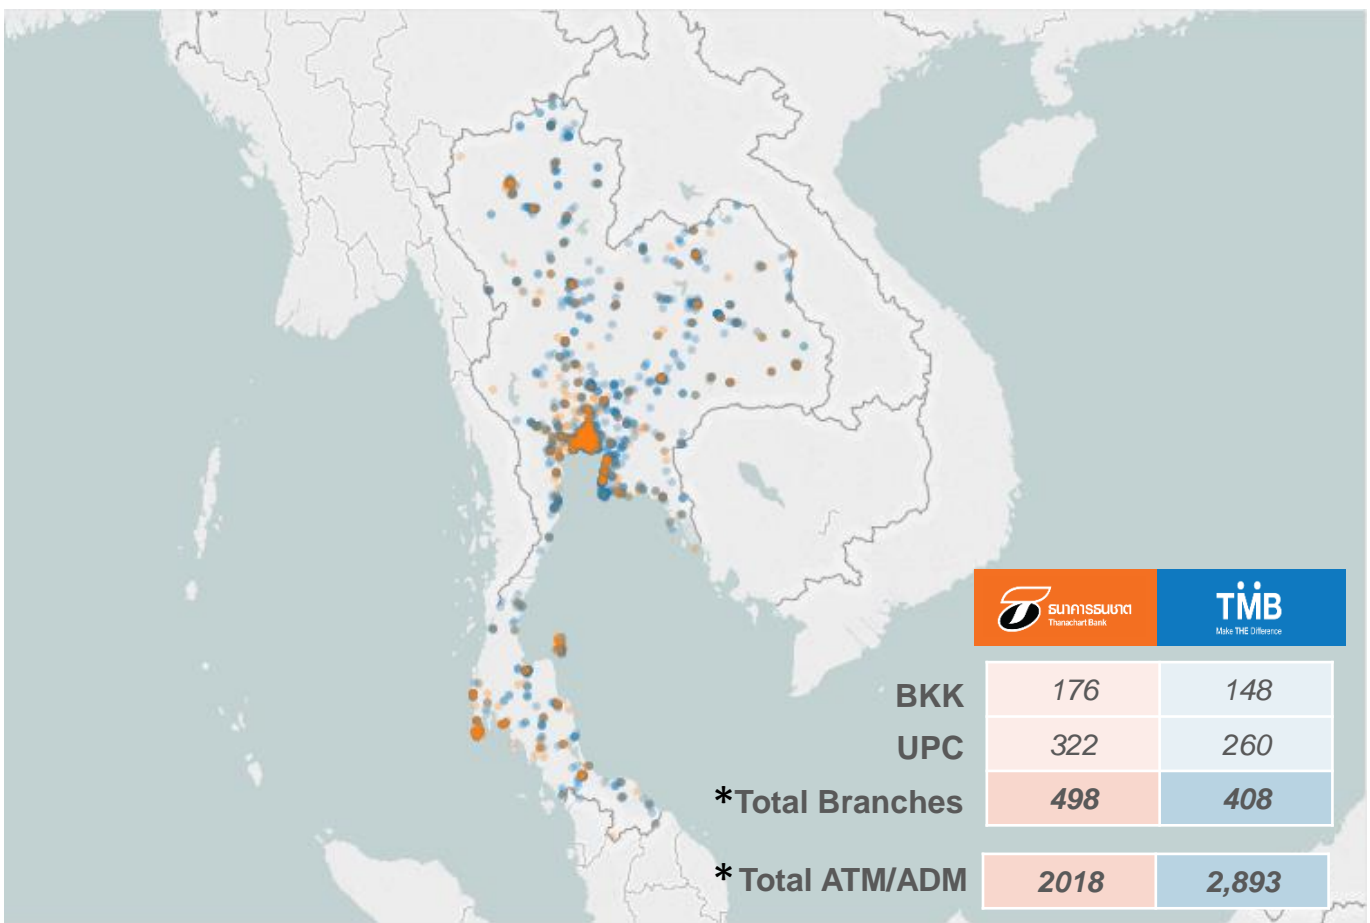 ธนาคารธนชาต
Thanachart Bank
TMB
Make THE Difference
BKK 176 148
UPC 322 260
*Total Branches 498 408
*Total ATM/ADM 2018 2,893